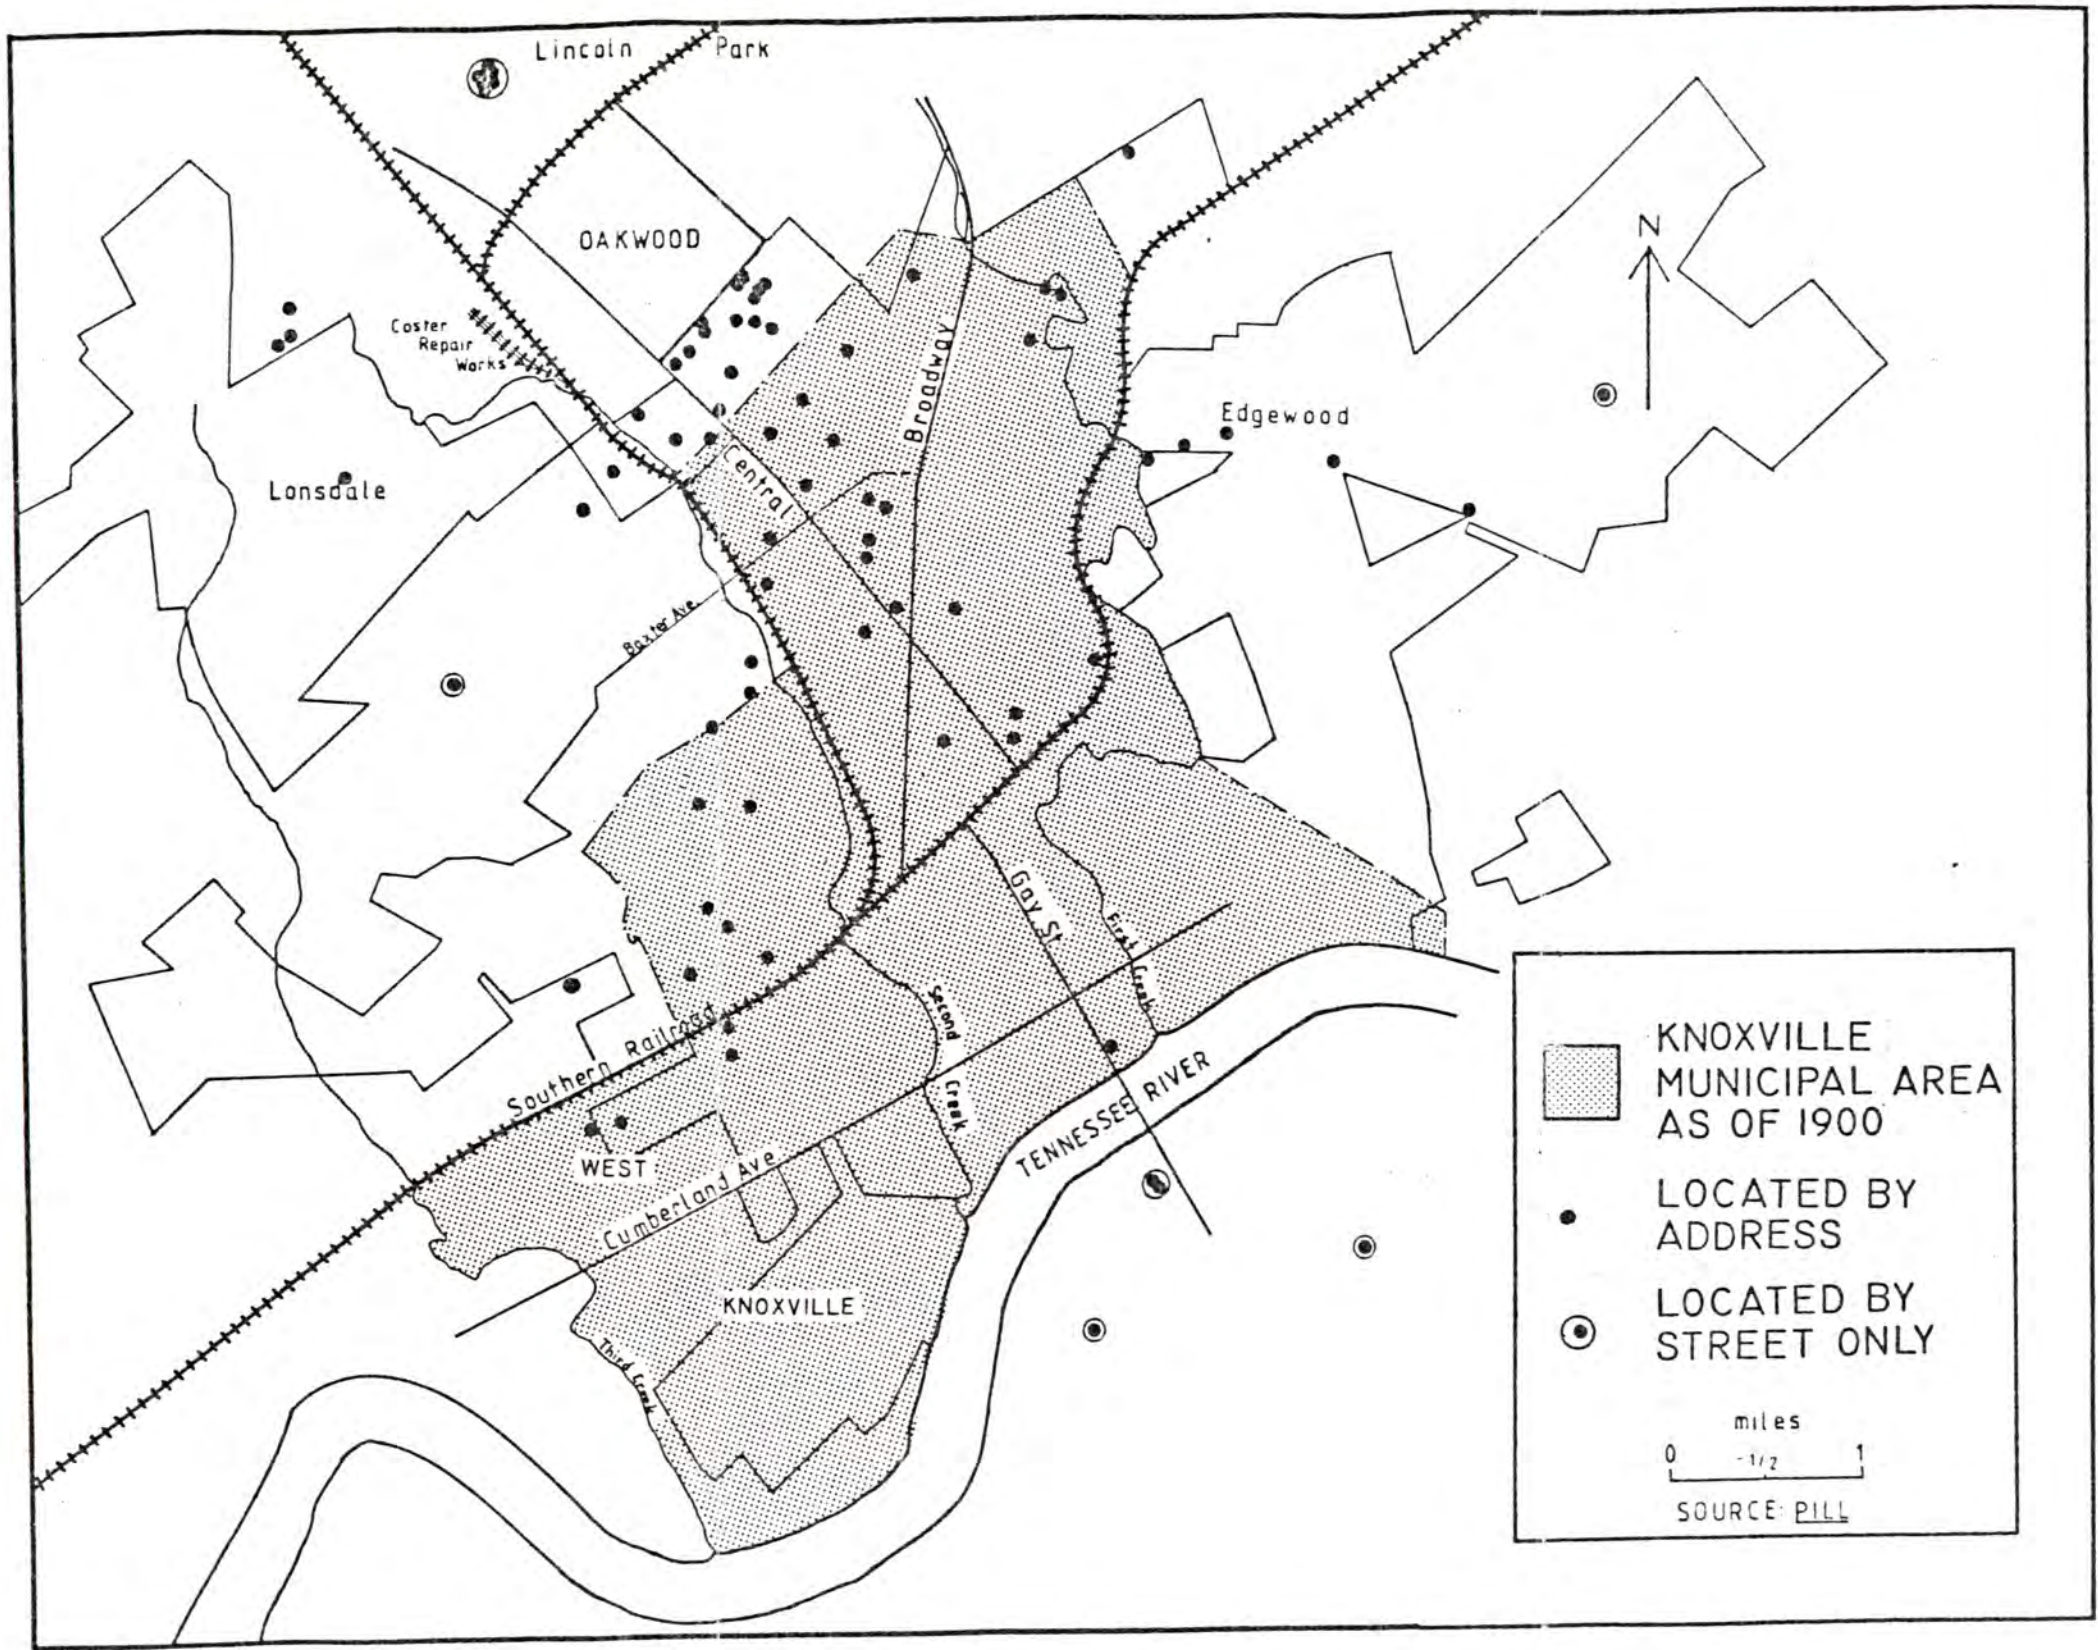 Lincoln Park
OAKWOOD
N
Coster
Repair
Works
Broadway
Edgewood
Central
Lonsdale
Baxter Ave.
Gay St
First
Creek
Second
Creek
Southern Railroad
TENNESSEE RIVER
WEST
Cumberland Ave
KNOXVILLE
Third Creek
KNOXVILLE
MUNICIPAL AREA
AS OF 1900
LOCATED BY
ADDRESS
LOCATED BY
STREET ONLY
miles
0 1/2 1
SOURCE: PILL